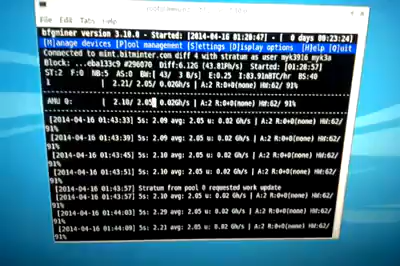 File Edit Tabs Help
bfgminer version 3.10.0 - Started: [2014-04-16 01:20:47] - [ 0 days 00:23:24]
[M]anage devices [P]ool management [S]ettings [D]isplay options [H]elp [Q]uit
Connected to mint.bitminter.com diff 4 with stratum as user myk3916_myk3a
Block: ...eba133c9 #296070 Diff:6.12G (43.81Ph/s) Started: [01:28:57]
ST:2 F:0 NB:5 AS:0 BW:[ 43/ 3 B/s] E:0.25 I:83.91mBTC/hr BS:40
1 | 2.21/ 2.05/ 0.02Gh/s | A:2 R:0+0(none) HW:62/ 91%
AMU 0: | 2.10/ 2.05/ 0.02Gh/s | A:2 R:0+0(none) HW:62/ 91%
[2014-04-16 01:43:33] 5s: 2.09 avg: 2.05 u: 0.02 Gh/s | A:2 R:0+0(none) HW:62/
91%
[2014-04-16 01:43:39] 5s: 2.10 avg: 2.05 u: 0.02 Gh/s | A:2 R:0+0(none) HW:62/
91%
[2014-04-16 01:43:45] 5s: 2.10 avg: 2.05 u: 0.02 Gh/s | A:2 R:0+0(none) HW:62/
91%
[2014-04-16 01:43:51] 5s: 2.10 avg: 2.05 u: 0.02 Gh/s | A:2 R:0+0(none) HW:62/
91%
[2014-04-16 01:43:57] Stratum from pool 0 requested work update
[2014-04-16 01:43:57] 5s: 2.10 avg: 2.05 u: 0.02 Gh/s | A:2 R:0+0(none) HW:62/
91%
[2014-04-16 01:44:03] 5s: 2.29 avg: 2.05 u: 0.02 Gh/s | A:2 R:0+0(none) HW:62/
91%
[2014-04-16 01:44:09] 5s: 2.21 avg: 2.05 u: 0.02 Gh/s | A:2 R:0+0(none) HW:62/
91%